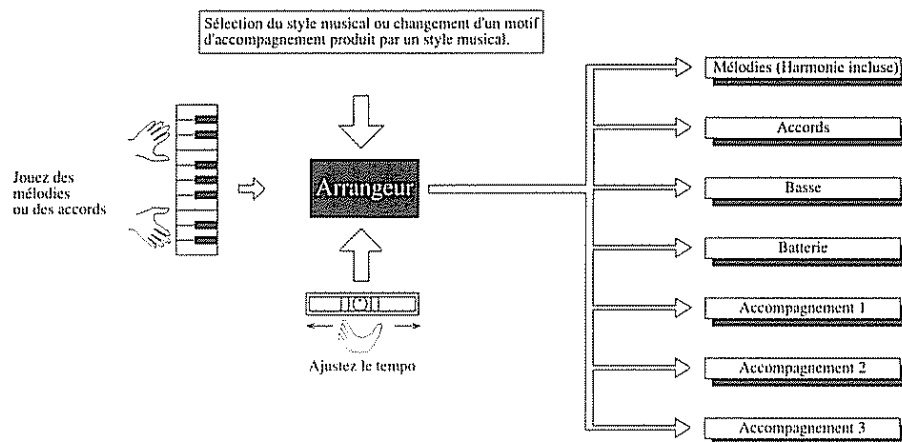 Sélection du style musical ou changement d'un motif
d'accompagnement produit par un style musical.
Jouez des
mélodies
ou des accords
Arrangeur
Ajustez le tempo
Mélodies (Harmonie incluse)
Accords
Basse
Batterie
Accompagnement 1
Accompagnement 2
Accompagnement 3